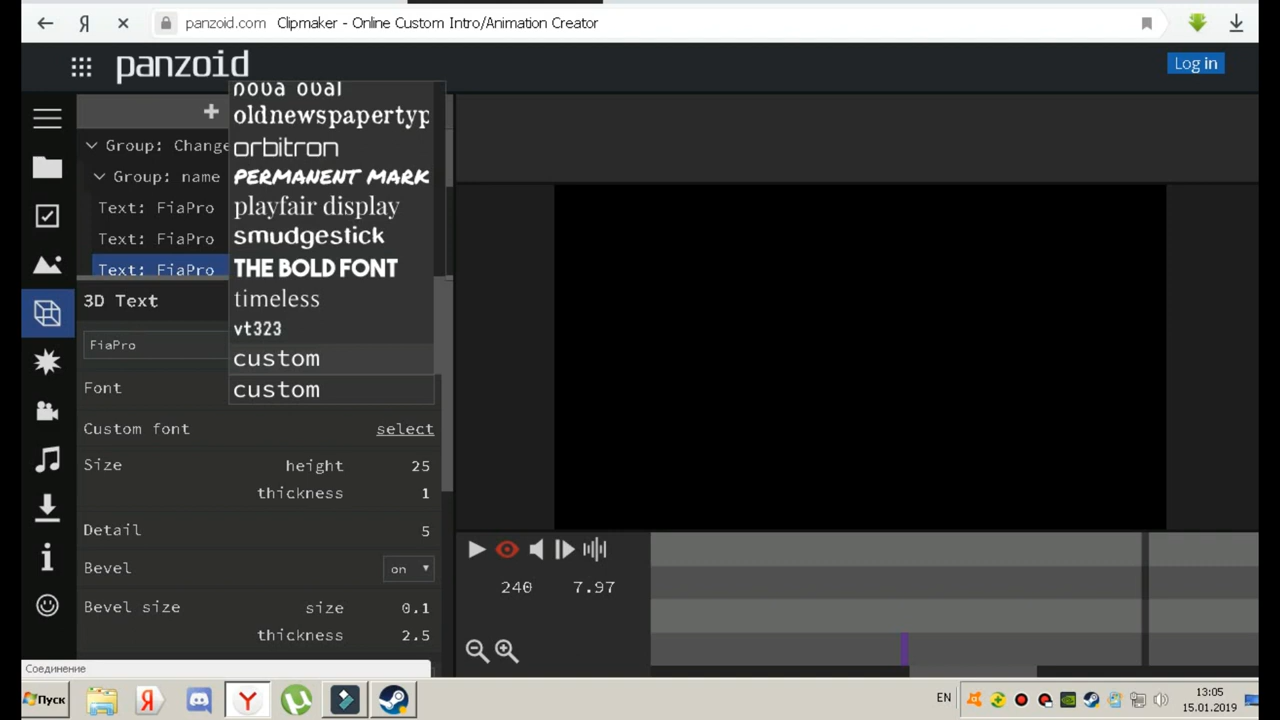 Я panzoid.com Clipmaker - Online Custom Intro/Animation Creator
panzoid
Log in
+
nova oval
oldnewspapertyp
Group: Change
orbitron
Group: name
PERMANENT MARK
Text: FiaPro
playfair display
Text: FiaPro
smudgestick
Text: FiaPro
THE BOLD FONT
3D Text
timeless
vt323
FiaPro
custom
Font
custom
Custom font select
Size height 25
thickness 1
Detail 5
Bevel on
Bevel size size 0.1
thickness 2.5
240 7.97
Соединение
Пуск
EN
13:05
15.01.2019